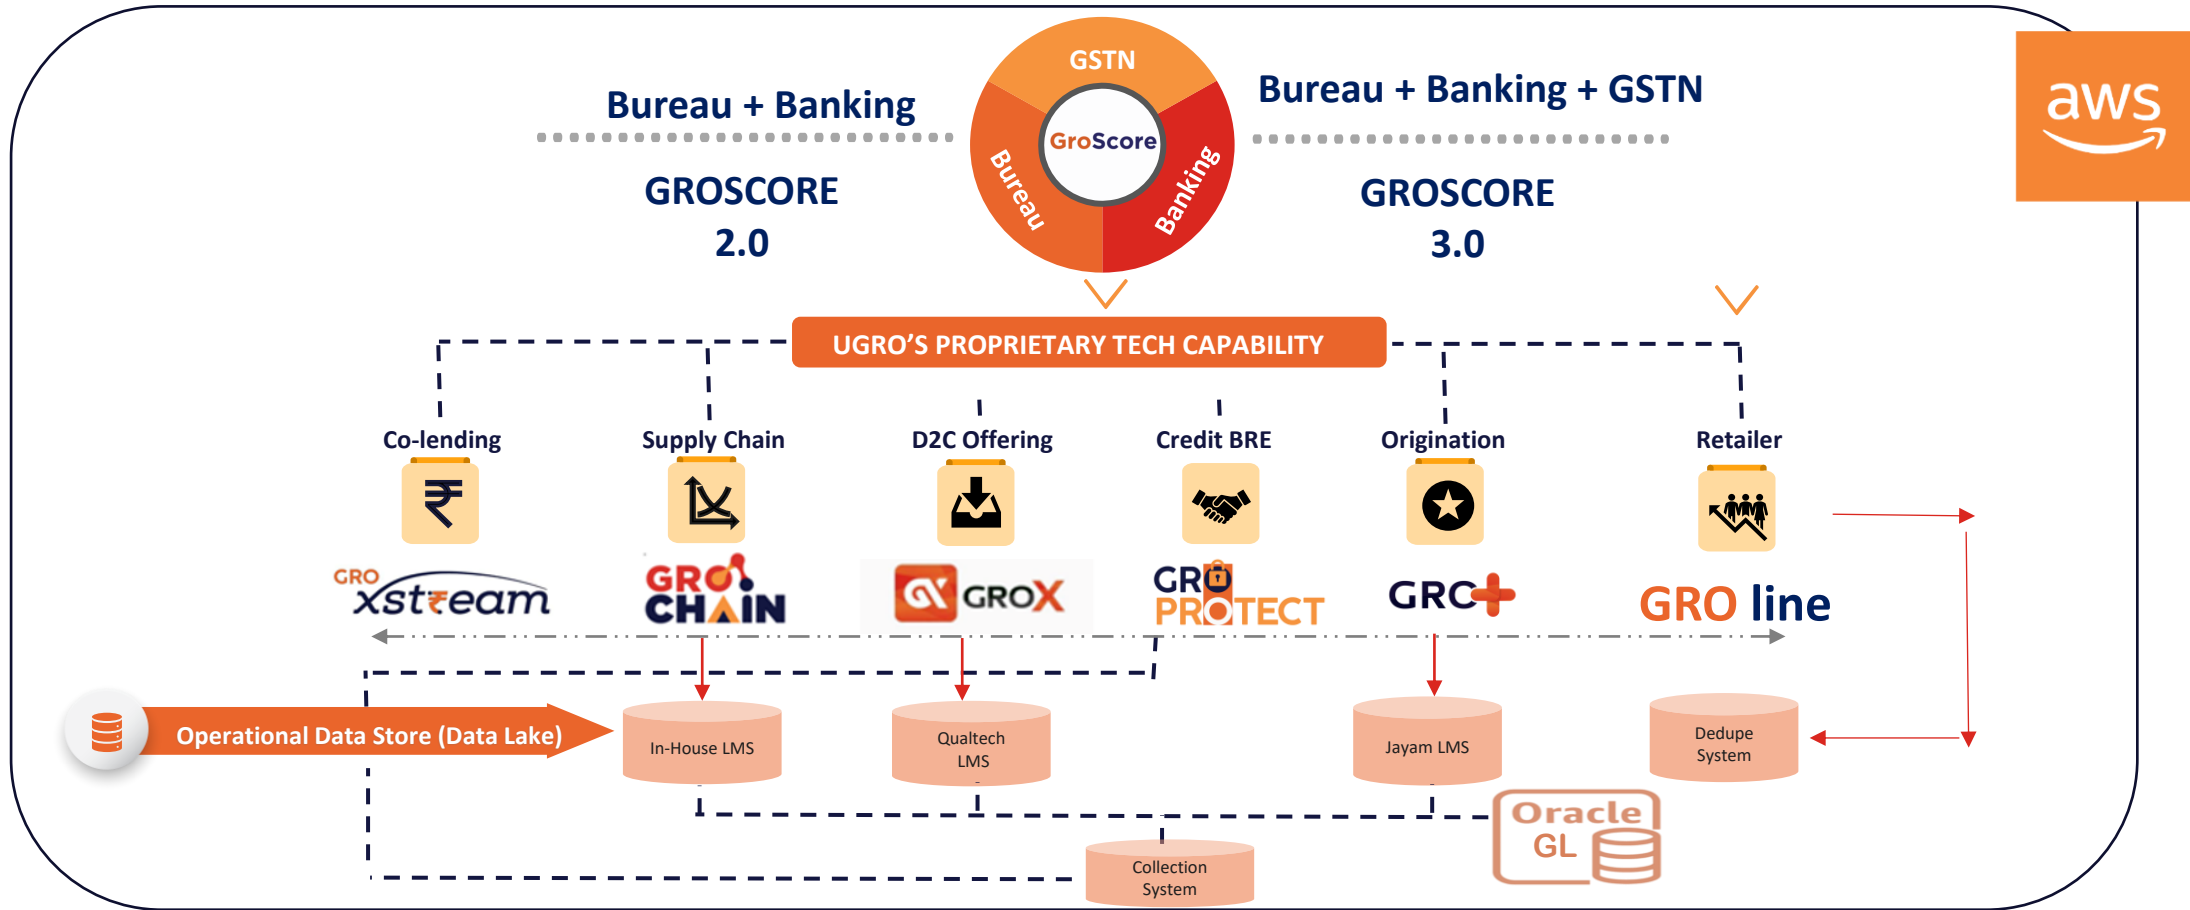 GSTN
Bureau + Banking
Bureau + Banking + GSTN
aws
GroScore
Bureau
Banking
GROSCORE
2.0
GROSCORE
3.0
UGRO’S PROPRIETARY TECH CAPABILITY
Co-lending
Supply Chain
D2C Offering
Credit BRE
Origination
Retailer
GRO
xstream
GRO
CHAIN
GROX
GRO
PROTECT
GRO+
GRO line
Operational Data Store (Data Lake)
In-House LMS
Qualtech
LMS
Jayam LMS
Dedupe
System
Oracle
GL
Collection
System